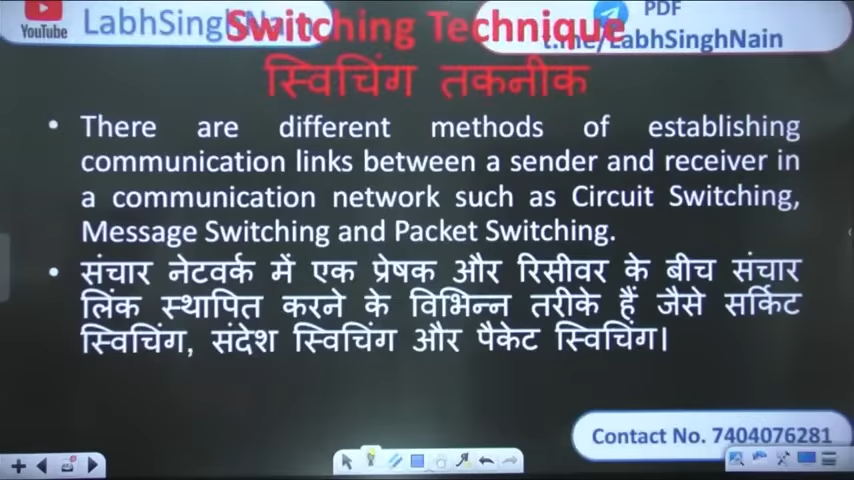 YouTube
LabhSinghNain
PDF
t.me/LabhSinghNain
Switching Technique
स्विचिंग तकनीक
• There are different methods of establishing
communication links between a sender and receiver in
a communication network such as Circuit Switching,
Message Switching and Packet Switching.
• संचार नेटवर्क में एक प्रेषक और रिसीवर के बीच संचार
लिंक स्थापित करने के विभिन्न तरीके हैं जैसे सर्किट
स्विचिंग, संदेश स्विचिंग और पैकेट स्विचिंग।
Contact No. 7404076281